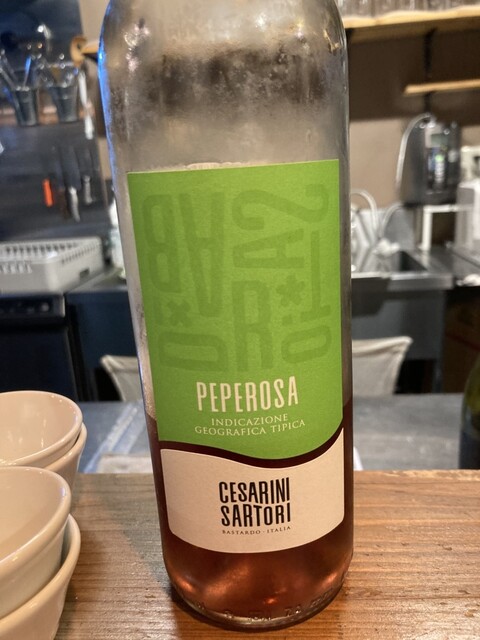 PEPEROSA
INDICAZIONE
GEOGRAFICA TIPICA
CESARINI
SARTORI
BASTARDO · ITALIA